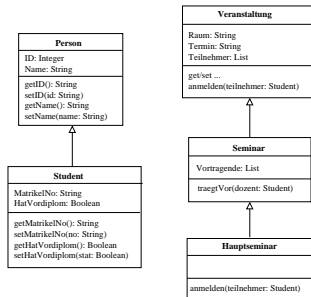 Person
ID: Integer
Name: String
getID(): String
setID(id: String)
getName(): String
setName(name: String)
Student
MatrikelNo: String
HatVordiplom: Boolean
getMatrikelNo(): String
setMatrikelNo(no: String)
getHatVordiplom(): Boolean
setHatVordiplom(stat: Boolean)
Veranstaltung
Raum: String
Termin: String
Teilnehmer: List
get/set ...
anmelden(teilnehmer: Student)
Seminar
Vortragende: List
traegtVor(dozent: Student)
Hauptseminar
anmelden(teilnehmer: Student)